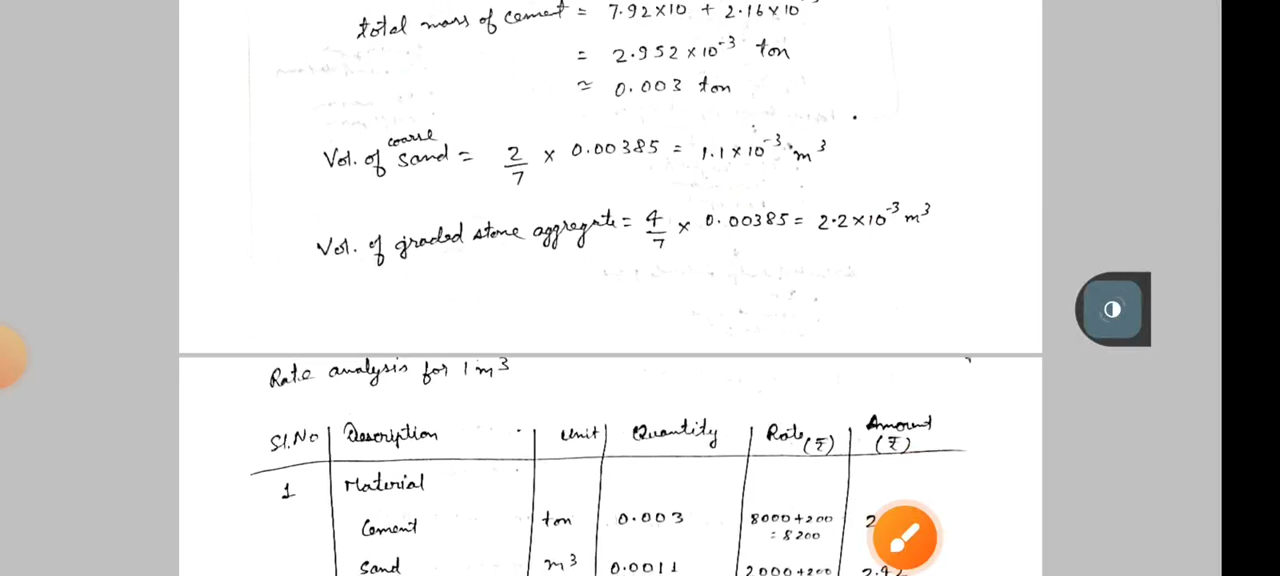 total mass of cement = 7.92×10 + 2.16×10
= 2.952×10⁻³ ton
≈ 0.003 ton
Vol. of coarse sand = 2/7 × 0.00385 = 1.1×10⁻³ m³
Vol. of graded stone aggregate = 4/7 × 0.00385 = 2.2×10⁻³ m³
Rate analysis for 1 m³
Sl.No Description Unit Quantity Rate (₹) Amount (₹)
1 Material
Cement ton 0.003 8000+200 = 8200 2
Sand m³ 0.0011 2000+200